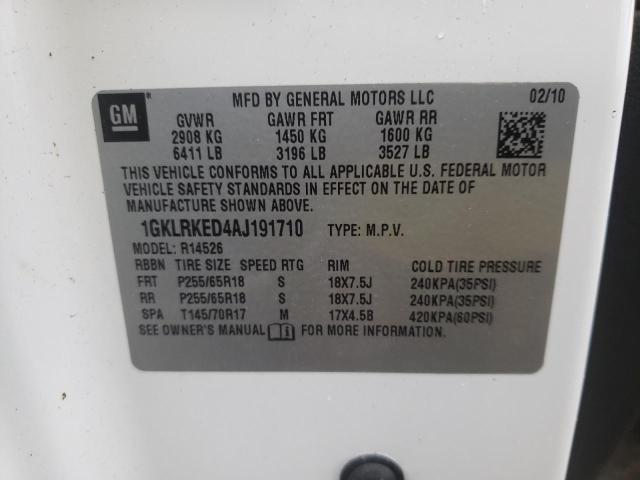 GM MFD BY GENERAL MOTORS LLC 02/10
GVWR GAWR FRT GAWR RR
2908 KG 1450 KG 1600 KG
6411 LB 3196 LB 3527 LB
THIS VEHICLE CONFORMS TO ALL APPLICABLE U.S. FEDERAL MOTOR
VEHICLE SAFETY STANDARDS IN EFFECT ON THE DATE OF
MANUFACTURE SHOWN ABOVE.
1GKLRKED4AJ191710 TYPE: M.P.V.
MODEL: R14526
RBBN TIRE SIZE SPEED RTG RIM COLD TIRE PRESSURE
FRT P255/65R18 S 18X7.5J 240KPA(35PSI)
RR P255/65R18 S 18X7.5J 240KPA(35PSI)
SPA T145/70R17 M 17X4.5B 420KPA(60PSI)
SEE OWNER'S MANUAL FOR MORE INFORMATION.